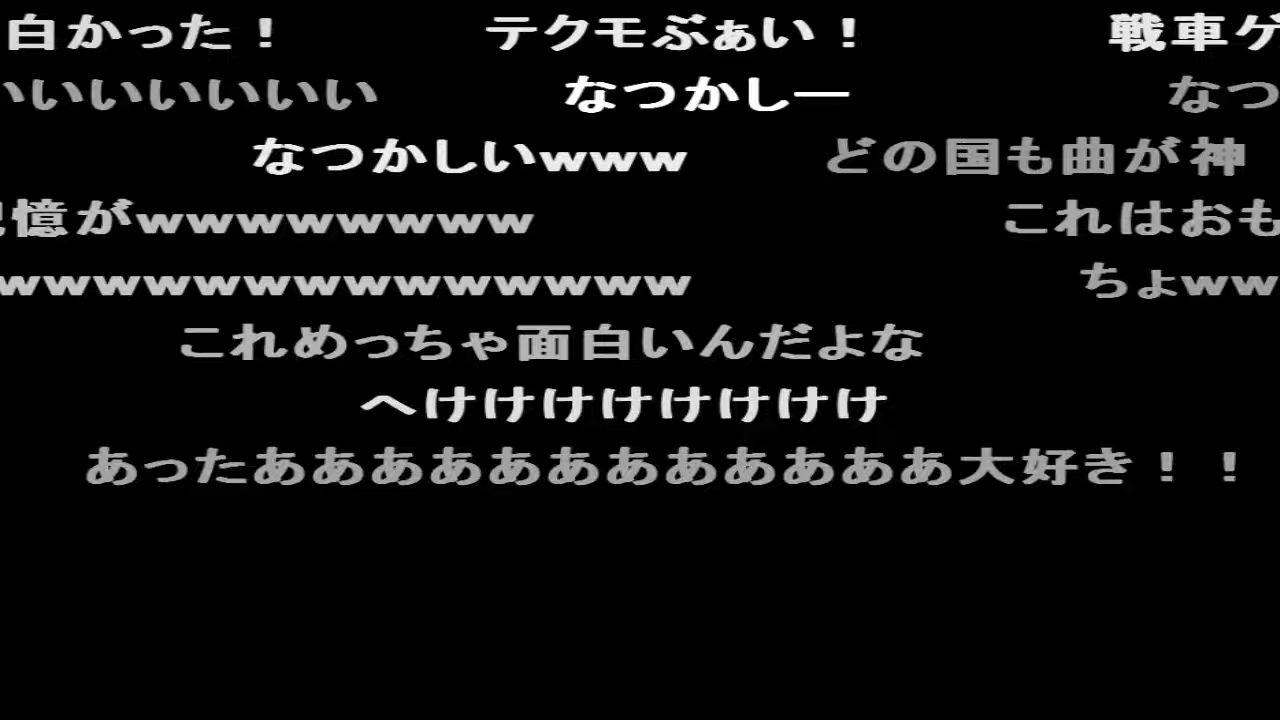 白かった！ テクモぶぁい！ 戦車ゲ
いいいいいいい なつかしー なつ
なつかしいwww どの国も曲が神
憶がwwwwwwww これはおも
wwwwwwwwwwwwww ちょww
これめっちゃ面白いんだよな
へけけけけけけけけ
あったああああああああああああ大好き！！